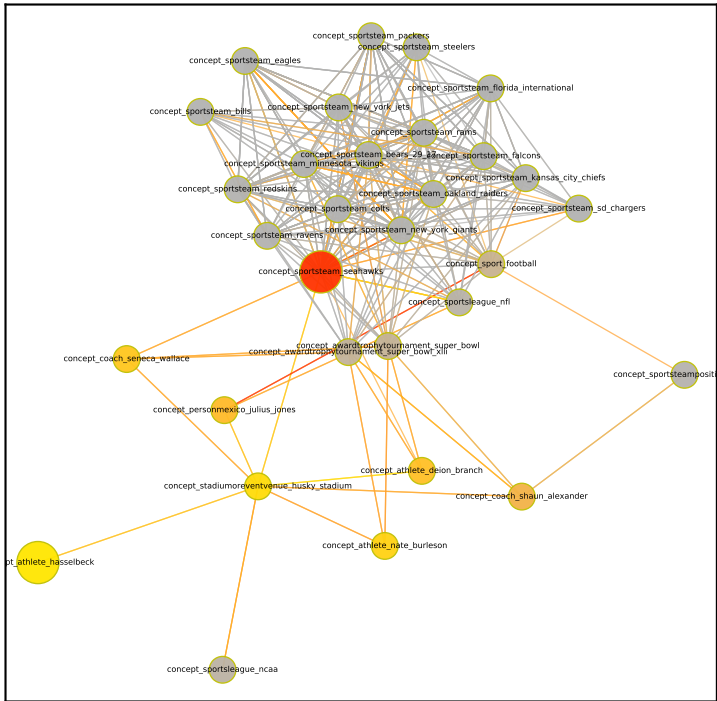 concept_sportsteam_packers
concept_sportsteam_steelers
concept_sportsteam_eagles
concept_sportsteam_florida_international
concept_sportsteam_new_york_jets
concept_sportsteam_bills
concept_sportsteam_rams
concept_sportsteam_bears_29_17
concept_sportsteam_falcons
concept_sportsteam_minnesota_vikings
concept_sportsteam_kansas_city_chiefs
concept_sportsteam_redskins
concept_sportsteam_oakland_raiders
concept_sportsteam_colts
concept_sportsteam_sd_chargers
concept_sportsteam_new_york_giants
concept_sportsteam_ravens
concept_sport_football
concept_sportsteam_seahawks
concept_sportsleague_nfl
concept_awardtrophytournament_super_bowl
concept_awardtrophytournament_super_bowl_xliii
concept_coach_seneca_wallace
concept_sportsteampositi
concept_personmexico_julius_jones
concept_athlete_deion_branch
concept_stadiumoreventvenue_husky_stadium
concept_coach_shaun_alexander
concept_athlete_nate_burleson
pt_athlete_hasselbeck
concept_sportsleague_ncaa